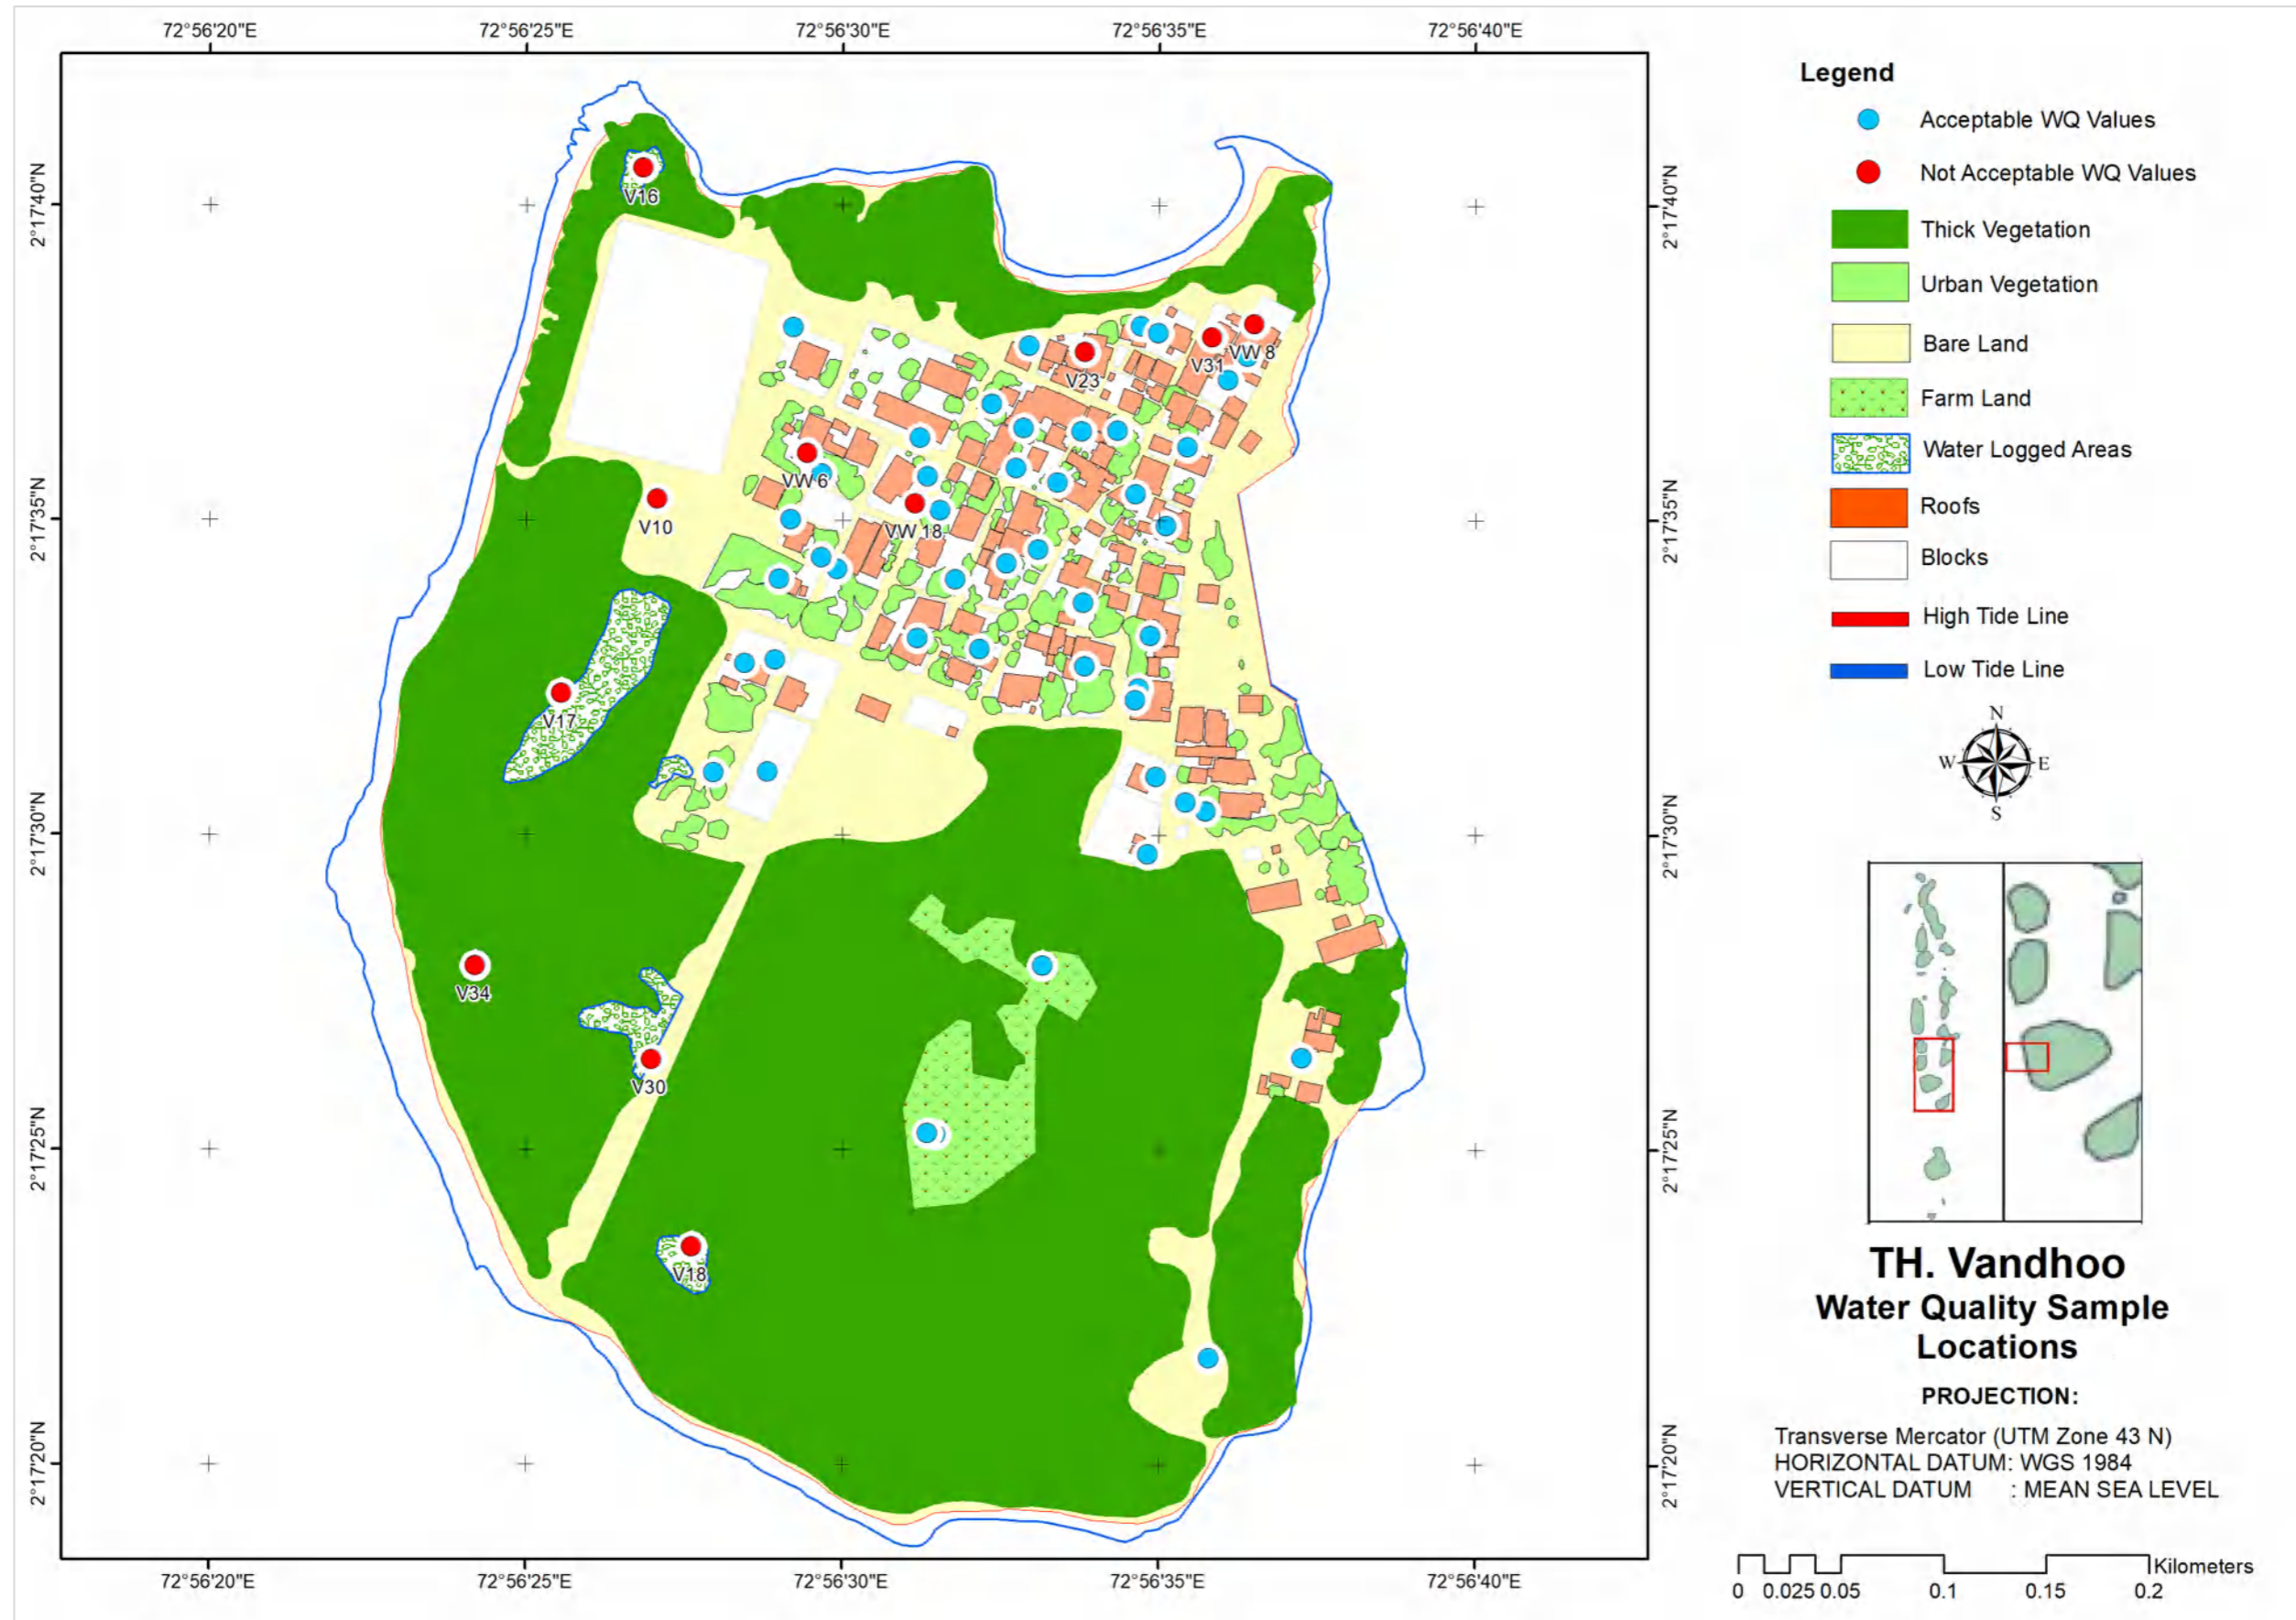 72°56'20"E 72°56'25"E 72°56'30"E 72°56'35"E 72°56'40"E
2°17'40"N 2°17'40"N
2°17'35"N 2°17'35"N
2°17'30"N 2°17'30"N
2°17'25"N 2°17'25"N
2°17'20"N 2°17'20"N
V16
V23
V31
VW 8
VW 6
V10
VW 18
V17
V34
V30
V18
72°56'20"E 72°56'25"E 72°56'30"E 72°56'35"E 72°56'40"E
Legend
Acceptable WQ Values
Not Acceptable WQ Values
Thick Vegetation
Urban Vegetation
Bare Land
Farm Land
Water Logged Areas
Roofs
Blocks
High Tide Line
Low Tide Line
N
W E
S
TH. Vandhoo
Water Quality Sample
Locations
PROJECTION:
Transverse Mercator (UTM Zone 43 N)
HORIZONTAL DATUM: WGS 1984
VERTICAL DATUM : MEAN SEA LEVEL
Kilometers
0 0.025 0.05 0.1 0.15 0.2